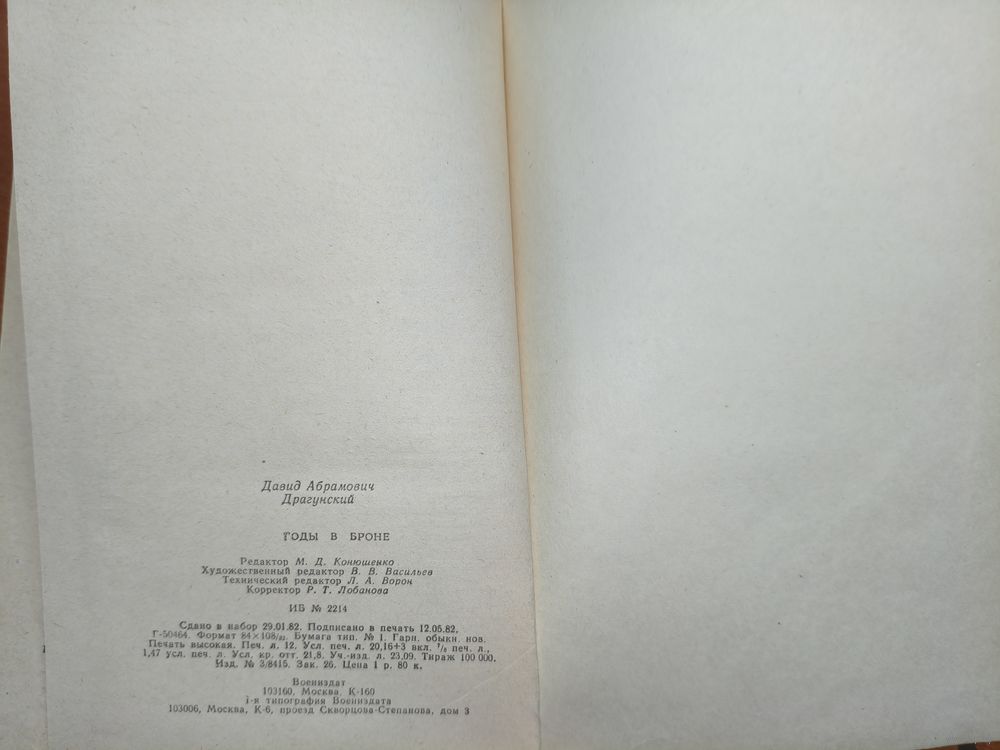 Давид Абрамович
Драгунский
ГОДЫ В БРОНЕ
Редактор М. Д. Конюшенко
Художественный редактор В. В. Васильев
Технический редактор Л. А. Ворон
Корректор Р. Т. Лобанова
ИБ № 2214
Сдано в набор 29.01.82. Подписано в печать 12.05.82.
Г-50464. Формат 84×108/32. Бумага тип. № 1. Гарн. обыкн. нов.
Печать высокая. Печ. л. 12. Усл. печ. л. 20,16+3 вкл. 7/8 печ. л.,
1,47 усл. печ. л. Усл. кр. отт. 21,8. Уч.-изд. л. 23,09. Тираж 100 000.
Изд. № 3/8415. Зак. 26. Цена 1 р. 80 к.
Воениздат
103160, Москва, К-160
1-я типография Воениздата
103006, Москва, К-6, проезд Скворцова-Степанова, дом 3